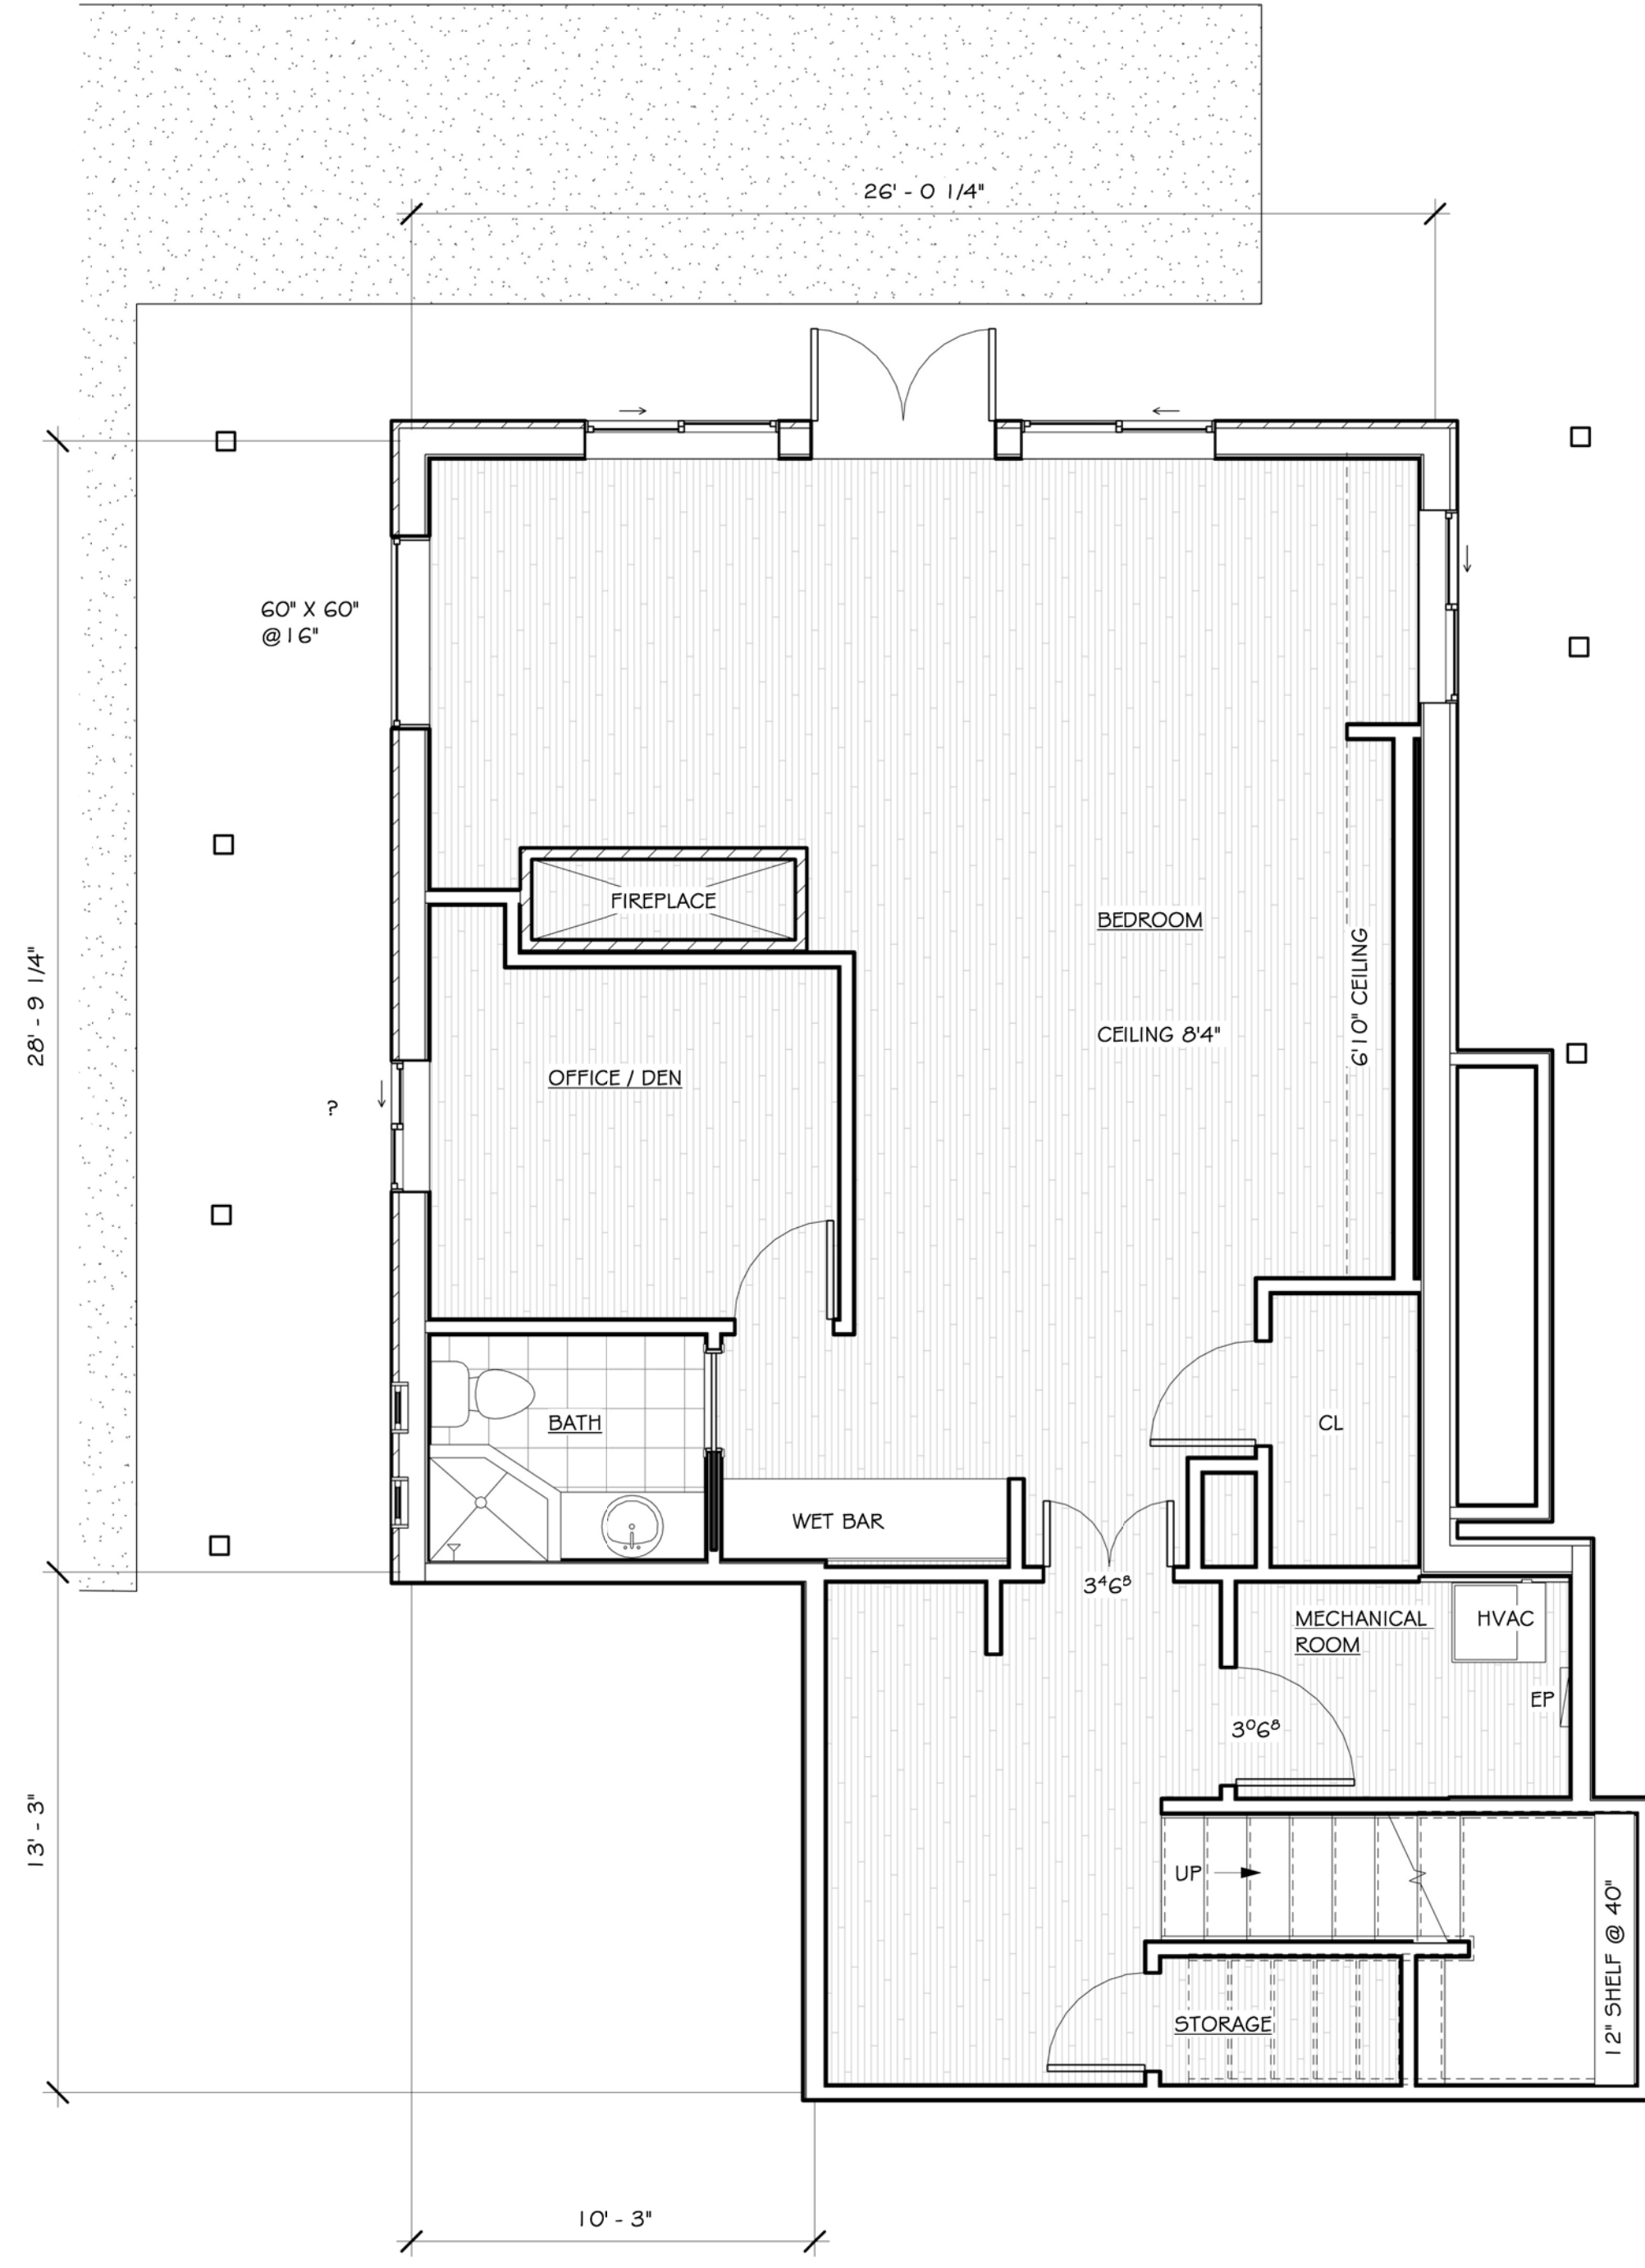 26' - 0 1/4"
60" X 60"
@16"
FIREPLACE
BEDROOM
28' - 9 1/4"
6'10" CEILING
CEILING 8'4"
OFFICE / DEN
?
BATH
CL
WET BAR
3⁴6⁸
MECHANICAL
ROOM
HVAC
EP
3⁰6⁸
13' - 3"
UP
12" SHELF @ 40"
STORAGE
10' - 3"